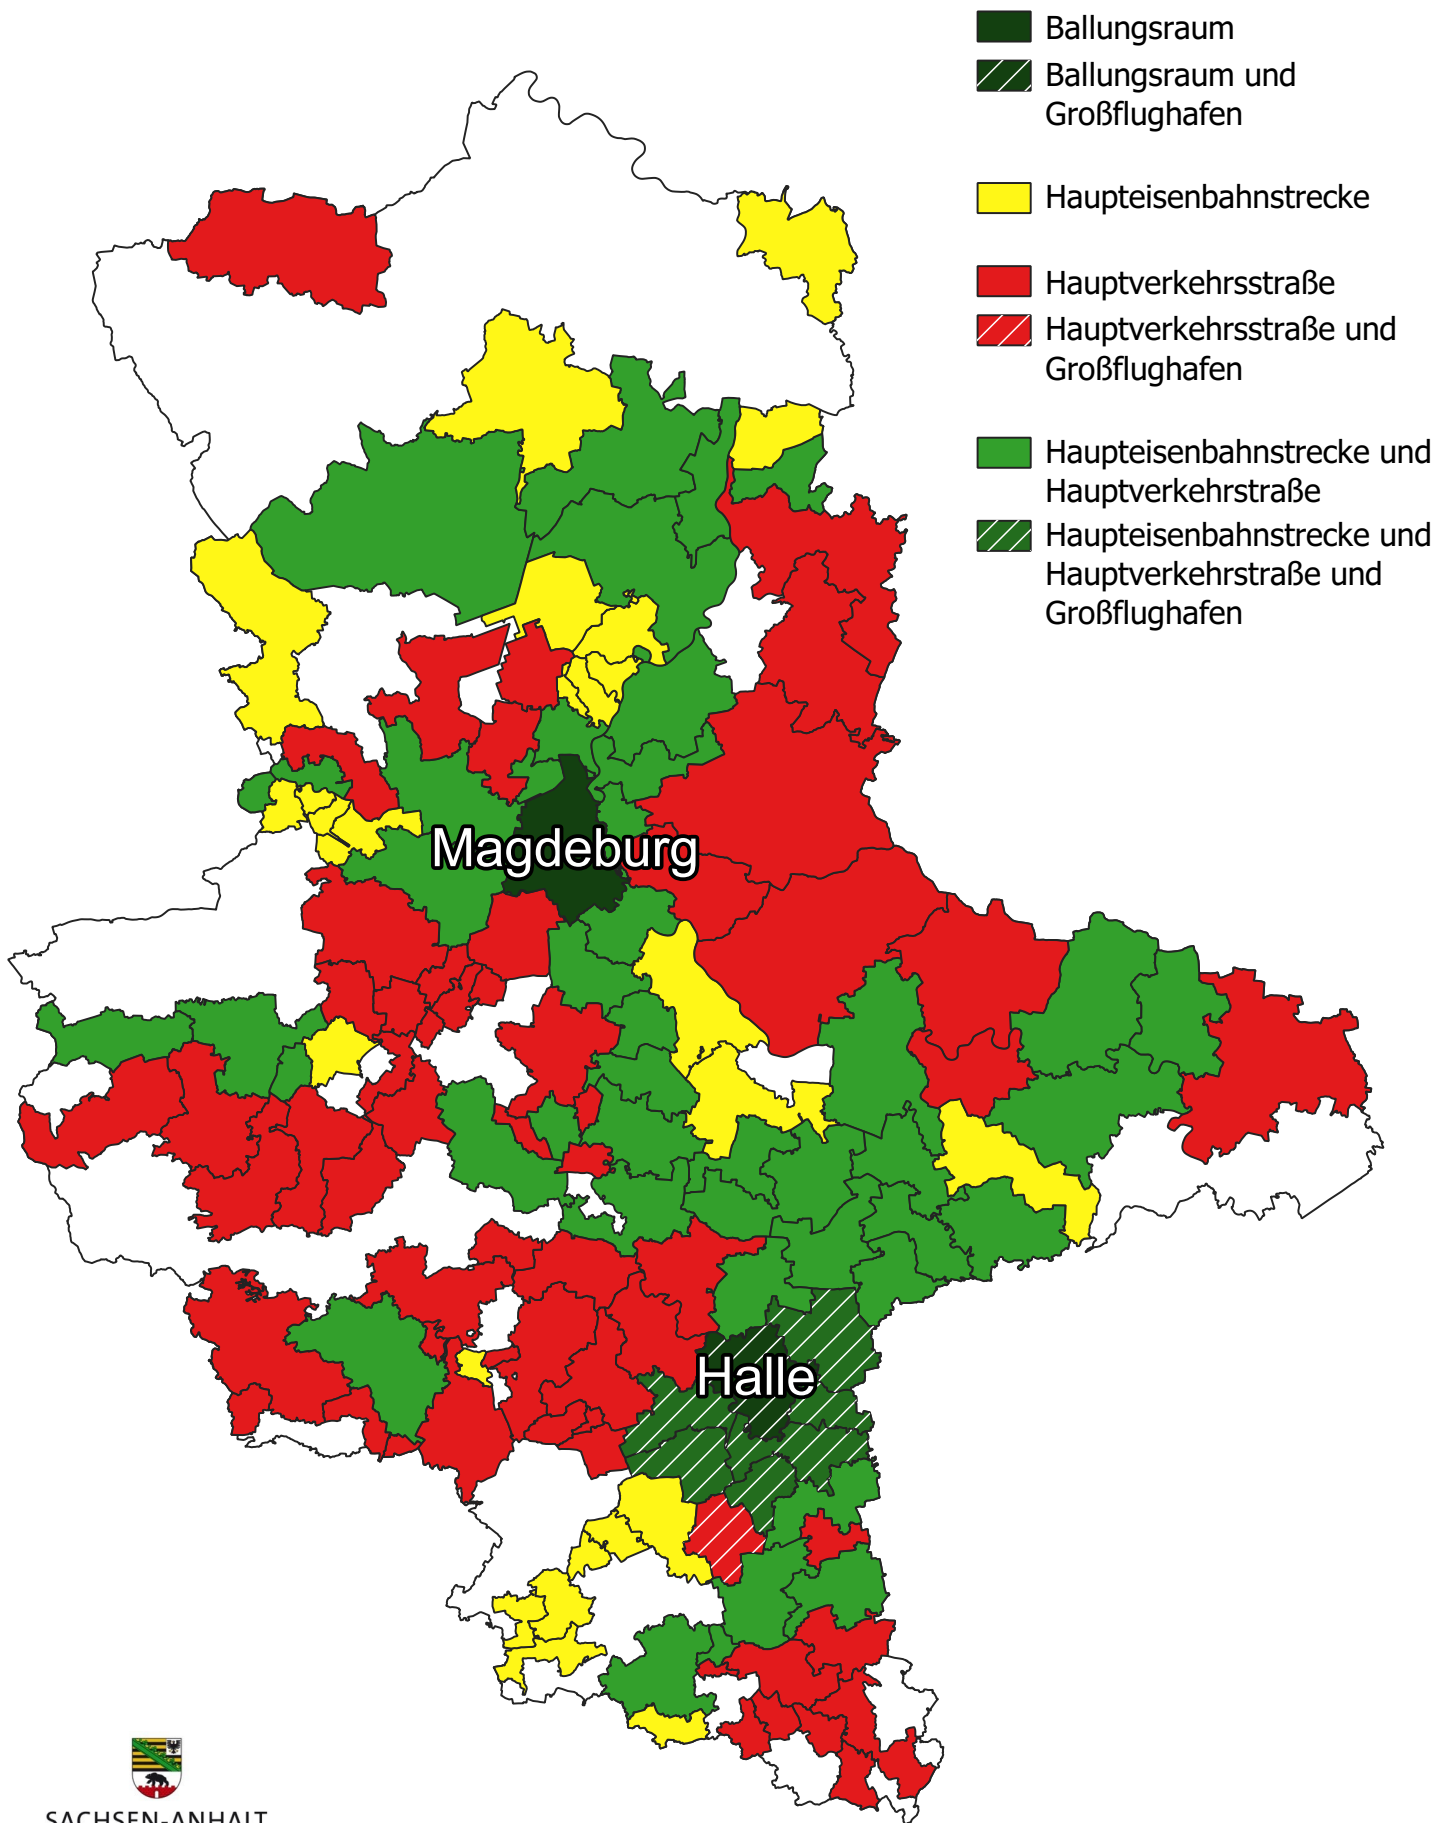 Ballungsraum
Ballungsraum und
Großflughafen
Haupteisenbahnstrecke
Hauptverkehrsstraße
Hauptverkehrsstraße und
Großflughafen
Haupteisenbahnstrecke und
Hauptverkehrstraße
Haupteisenbahnstrecke und
Hauptverkehrstraße und
Großflughafen
Magdeburg
Halle
SACHSEN-ANHALT